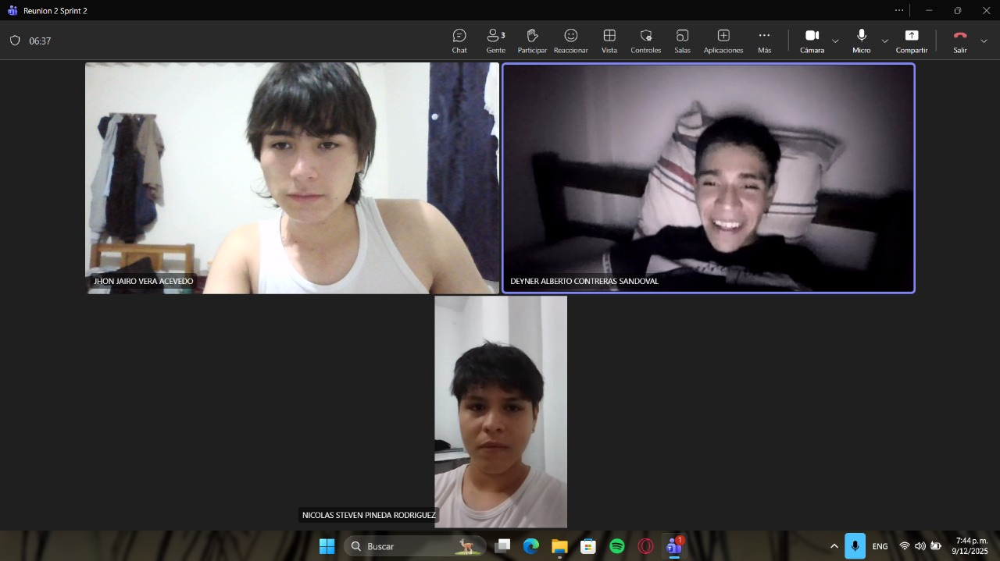 Reunion 2 Sprint 2
06:37
Chat
3
Gente
Participar
Reaccionar
Vista
Controles
Salas
Aplicaciones
Más
Cámara
Micro
Compartir
Salir
JHON JAIRO VERA ACEVEDO
DEYNER ALBERTO CONTRERAS SANDOVAL
NICOLAS STEVEN PINEDA RODRIGUEZ
Buscar
1
ENG
7:44 p.m.
9/12/2025